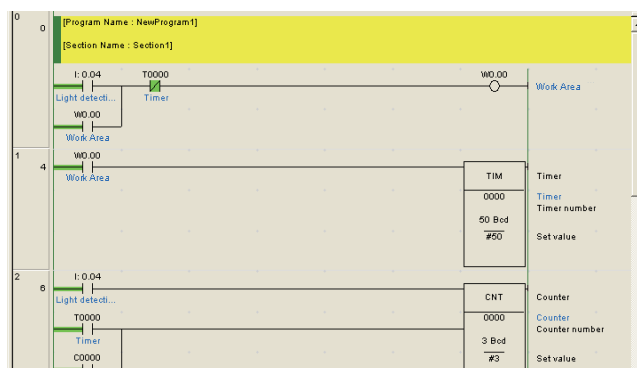 0
0
[Program Name : NewProgram1]
[Section Name : Section1]
I: 0.04 T0000 W0.00
Light detecti... Timer Work Area
W0.00
Work Area
1 W0.00
4
Work Area TIM Timer
0000 Timer
Timer number
50 Bcd
#50 Set value
2 I: 0.04
6
Light detecti... CNT Counter
T0000 0000 Counter
Counter number
Timer 3 Bcd
C0000 #3 Set value